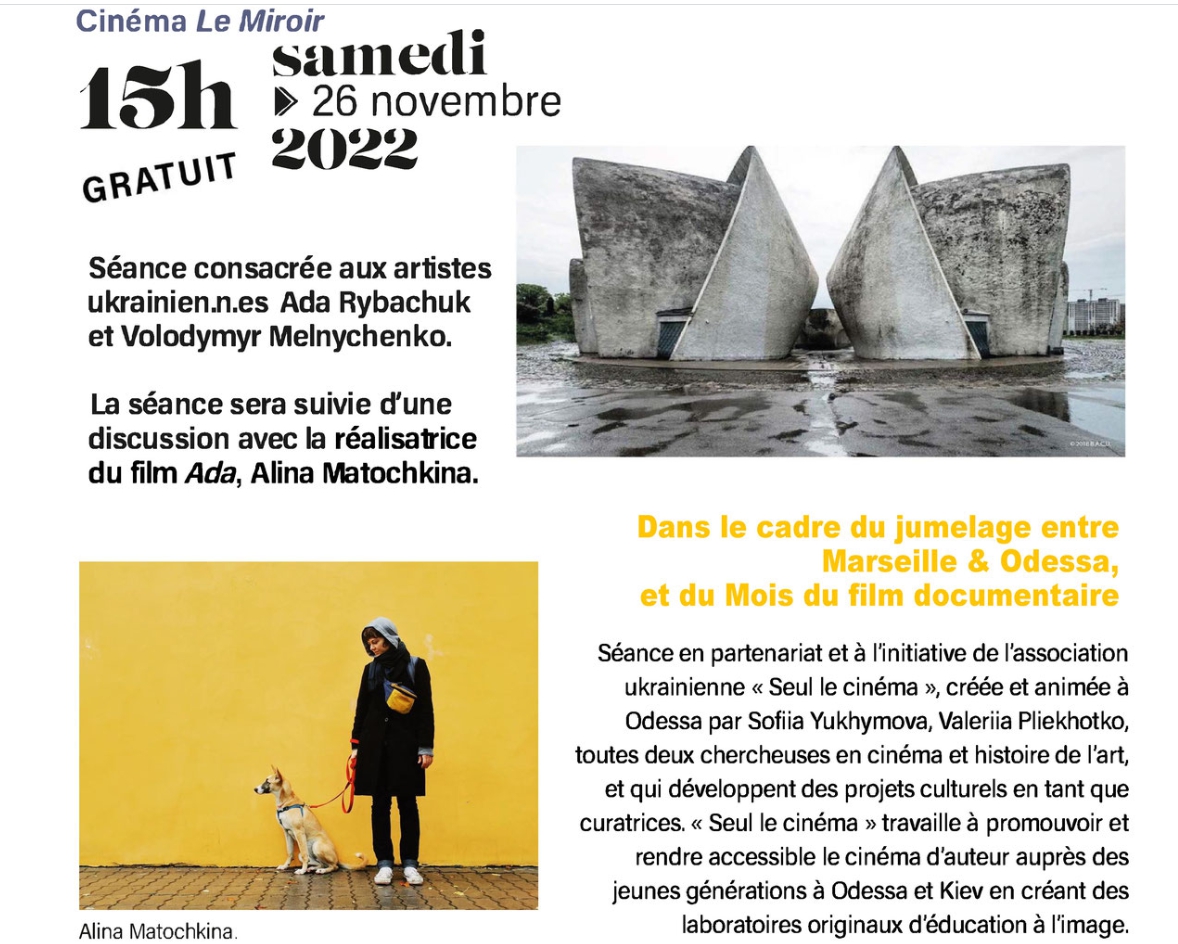 Cinéma Le Miroir
15h
GRATUIT
samedi
26 novembre
2022
Séance consacrée aux artistes
ukrainien.n.es Ada Rybachuk
et Volodymyr Melnychenko.
La séance sera suivie d’une
discussion avec la réalisatrice
du film Ada, Alina Matochkina.
Dans le cadre du jumelage entre
Marseille & Odessa,
et du Mois du film documentaire
Séance en partenariat et à l’initiative de l’association
ukrainienne « Seul le cinéma », créée et animée à
Odessa par Sofiia Yukhymova, Valeriia Pliekhotko,
toutes deux chercheuses en cinéma et histoire de l’art,
et qui développent des projets culturels en tant que
curatrices. « Seul le cinéma » travaille à promouvoir et
rendre accessible le cinéma d’auteur auprès des
jeunes générations à Odessa et Kiev en créant des
laboratoires originaux d’éducation à l’image.
Alina Matochkina.